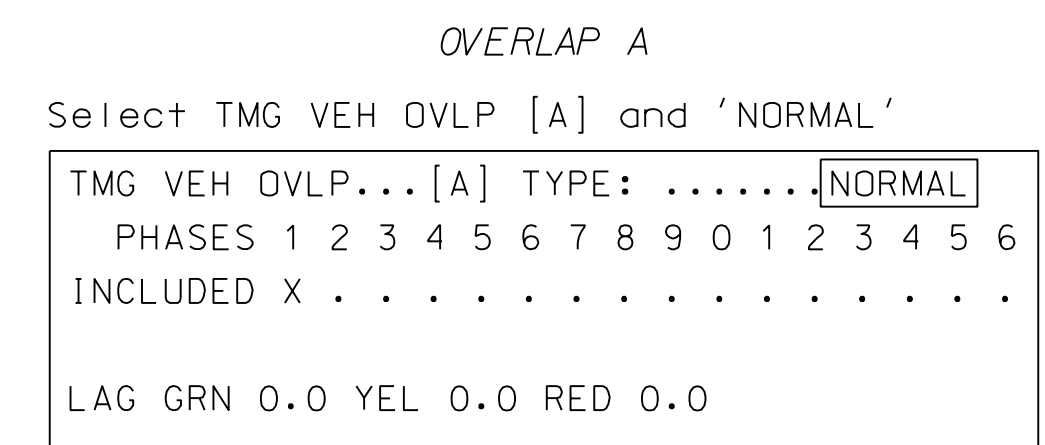 OVERLAP A
Select TMG VEH OVLP [A] and 'NORMAL'
TMG VEH OVLP...[A] TYPE: .......NORMAL
PHASES 1 2 3 4 5 6 7 8 9 0 1 2 3 4 5 6
INCLUDED X . . . . . . . . . . . . . . .
LAG GRN 0.0 YEL 0.0 RED 0.0